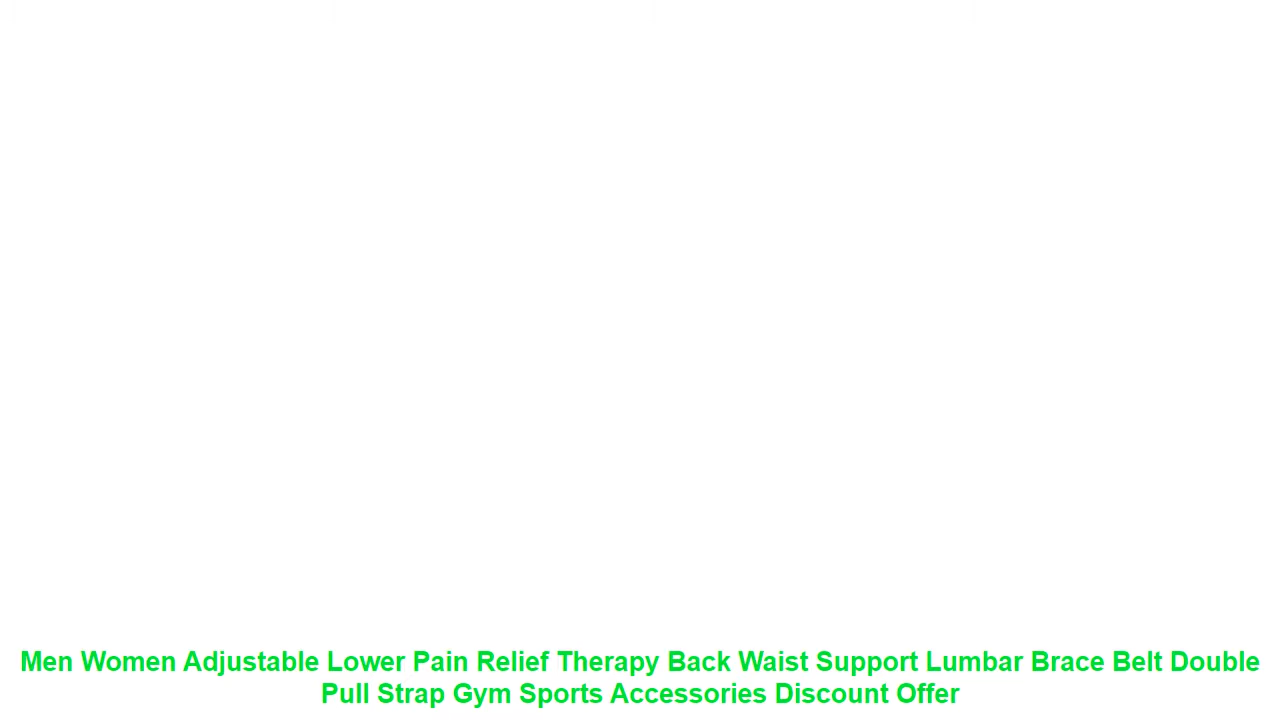 Men Women Adjustable Lower Pain Relief Therapy Back Waist Support Lumbar Brace Belt Double
Pull Strap Gym Sports Accessories Discount Offer